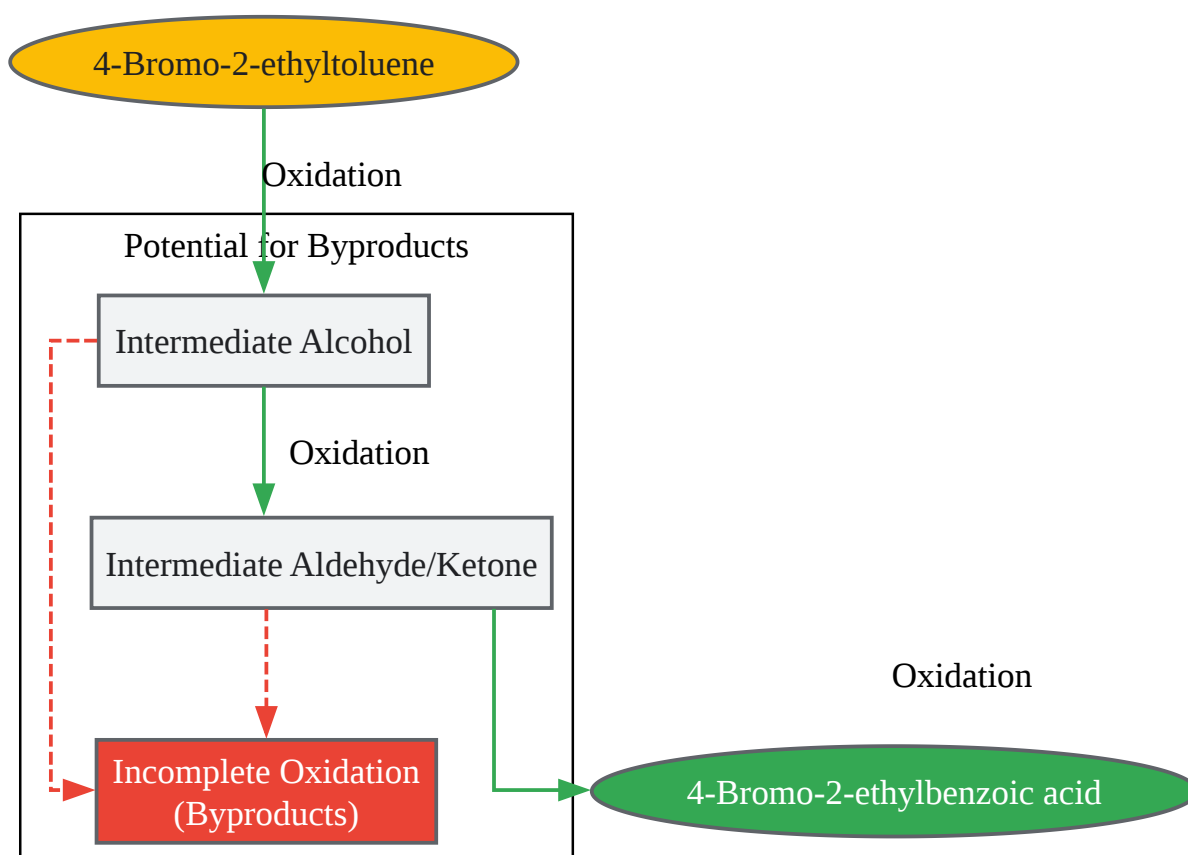 4-Bromo-2-ethyltoluene
Oxidation
Potential for Byproducts
Intermediate Alcohol
Oxidation
Intermediate Aldehyde/Ketone
Oxidation
Incomplete Oxidation
(Byproducts)
4-Bromo-2-ethylbenzoic acid